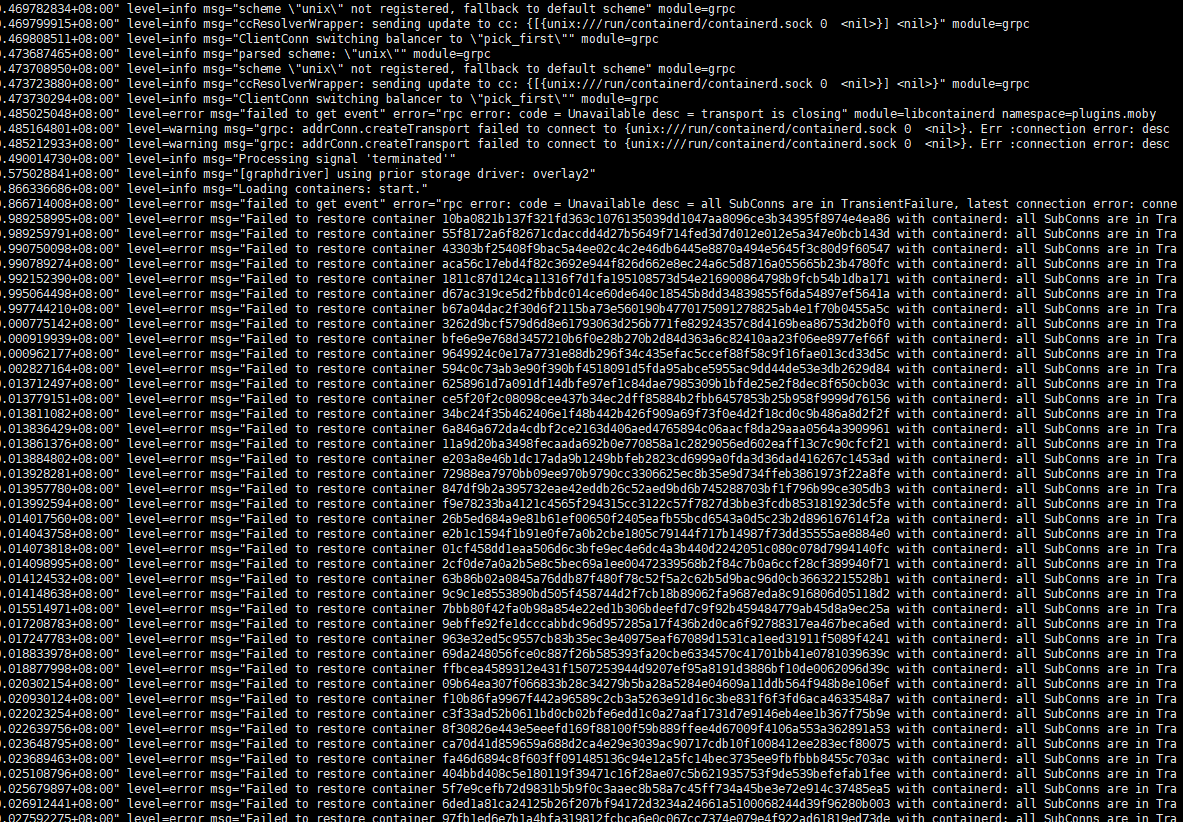 0.469782834+08:00" level=info msg="scheme \"unix\" not registered, fallback to default scheme" module=grpc
0.469799915+08:00" level=info msg="ccResolverWrapper: sending update to cc: {[{unix:///run/containerd/containerd.sock 0  <nil>}] <nil>}" module=grpc
0.469808511+08:00" level=info msg="ClientConn switching balancer to \"pick_first\"" module=grpc
0.473687465+08:00" level=info msg="parsed scheme: \"unix\"" module=grpc
0.473708950+08:00" level=info msg="scheme \"unix\" not registered, fallback to default scheme" module=grpc
0.473723880+08:00" level=info msg="ccResolverWrapper: sending update to cc: {[{unix:///run/containerd/containerd.sock 0  <nil>}] <nil>}" module=grpc
0.473730294+08:00" level=info msg="ClientConn switching balancer to \"pick_first\"" module=grpc
0.485025048+08:00" level=error msg="failed to get event" error="rpc error: code = Unavailable desc = transport is closing" module=libcontainerd namespace=plugins.moby
0.485164801+08:00" level=warning msg="grpc: addrConn.createTransport failed to connect to {unix:///run/containerd/containerd.sock 0  <nil>}. Err :connection error: desc
0.485212933+08:00" level=warning msg="grpc: addrConn.createTransport failed to connect to {unix:///run/containerd/containerd.sock 0  <nil>}. Err :connection error: desc
0.490014730+08:00" level=info msg="Processing signal 'terminated'"
0.575028841+08:00" level=info msg="[graphdriver] using prior storage driver: overlay2"
0.866336686+08:00" level=info msg="Loading containers: start."
0.866714008+08:00" level=error msg="failed to get event" error="rpc error: code = Unavailable desc = all SubConns are in TransientFailure, latest connection error: conne
.989258995+08:00" level=error msg="Failed to restore container 10ba0821b137f321fd363c1076135039dd1047aa8096ce3b34395f8974e4ea86 with containerd: all SubConns are in Tra
.989259791+08:00" level=error msg="Failed to restore container 55f8172a6f82671cdaccdd4d27b5649f714fed3d7d012e012e5a347e0bcb143d with containerd: all SubConns are in Tra
.990750098+08:00" level=error msg="Failed to restore container 43303bf25408f9bac5a4ee02c4c2e46db6445e8870a494e5645f3c80d9f60547 with containerd: all SubConns are in Tra
.990789274+08:00" level=error msg="Failed to restore container aca56c17ebd4f82c3692e944f826d662e8ec24a6c5d8716a055665b23b4780fc with containerd: all SubConns are in Tra
.992152390+08:00" level=error msg="Failed to restore container 1811c87d124ca11316f7d1fa195108573d54e216900864798b9fcb54b1dba171 with containerd: all SubConns are in Tra
.995064498+08:00" level=error msg="Failed to restore container d67ac319ce5d2fbbdc014ce60de640c18545b8dd34839855f6da54897ef5641a with containerd: all SubConns are in Tra
.997744210+08:00" level=error msg="Failed to restore container b67a04dac2f30d6f2115ba73e560190b4770175091278825ab4e1f70b0455a5c with containerd: all SubConns are in Tra
.000775142+08:00" level=error msg="Failed to restore container 3262d9bcf579d6d8e61793063d256b771fe82924357c8d4169bea86753d2b0f0 with containerd: all SubConns are in Tra
.000919939+08:00" level=error msg="Failed to restore container bfe6e9e768d3457210b6f0e28b270b2d84d363a6c82410aa23f06ee8977ef66f with containerd: all SubConns are in Tra
.000962177+08:00" level=error msg="Failed to restore container 9649924c0e17a7731e88db296f34c435efac5ccef88f58c9f16fae013cd33d5c with containerd: all SubConns are in Tra
.002827164+08:00" level=error msg="Failed to restore container 594c0c73ab3e90f390bf4518091d5fda95abce5955ac9dd44de53e3db2629d84 with containerd: all SubConns are in Tra
.013712497+08:00" level=error msg="Failed to restore container 6258961d7a091df14dbfe97ef1c84dae7985309b1bfde25e2f8dec8f650cb03c with containerd: all SubConns are in Tra
.013779151+08:00" level=error msg="Failed to restore container ce5f20f2c08098cee437b34ec2dff85884b2fbb6457853b25b958f9999d76156 with containerd: all SubConns are in Tra
.013811082+08:00" level=error msg="Failed to restore container 34bc24f35b462406e1f48b442b426f909a69f73f0e4d2f18cd0c9b486a8d2f2f with containerd: all SubConns are in Tra
.013836429+08:00" level=error msg="Failed to restore container 6a846a672da4cdbf2ce2163d406aed4765894c06aacf8da29aaa0564a3909961 with containerd: all SubConns are in Tra
.013861376+08:00" level=error msg="Failed to restore container 11a9d20ba3498fecaada692b0e770858a1c2829056ed602eaff13c7c90cfcf21 with containerd: all SubConns are in Tra
.013884802+08:00" level=error msg="Failed to restore container e203a8e46b1dc17ada9b1249bbfeb2823cd6999a0fda3d36dad416267c1453ad with containerd: all SubConns are in Tra
.013928281+08:00" level=error msg="Failed to restore container 72988ea7970bb09ee970b9790cc3306625ec8b35e9d734ffeb3861973f22a8fe with containerd: all SubConns are in Tra
.013957780+08:00" level=error msg="Failed to restore container 847df9b2a395732eae42eddb26c52aed9bd6b745288703bf1f796b99ce305db3 with containerd: all SubConns are in Tra
.013992594+08:00" level=error msg="Failed to restore container f9e78233ba4121c4565f294315cc3122c57f7827d3bbe3fcdb853181923dc5fe with containerd: all SubConns are in Tra
.014017560+08:00" level=error msg="Failed to restore container 26b5ed684a9e81b61ef00650f2405eafb55bcd6543a0d5c23b2d896167614f2a with containerd: all SubConns are in Tra
.014043758+08:00" level=error msg="Failed to restore container e2b1c1594f1b91e0fe7a0b2cbe1805c79144f717b14987f73dd35555ae8884e0 with containerd: all SubConns are in Tra
.014073818+08:00" level=error msg="Failed to restore container 01cf458dd1eaa506d6c3bfe9ec4e6dc4a3b440d2242051c080c078d7994140fc with containerd: all SubConns are in Tra
.014098995+08:00" level=error msg="Failed to restore container 2cf0de7a0a2b5e8c5bec69a1ee00472339568b2f84c7b0a6ccf28cf389940f71 with containerd: all SubConns are in Tra
.014124532+08:00" level=error msg="Failed to restore container 63b86b02a0845a76ddb87f480f78c52f5a2c62b5d9bac96d0cb36632215528b1 with containerd: all SubConns are in Tra
.014148638+08:00" level=error msg="Failed to restore container 9c9c1e8553890bd505f458744d2f7cb18b89062fa9687eda8c916806d05118d2 with containerd: all SubConns are in Tra
.015514971+08:00" level=error msg="Failed to restore container 7bbb80f42fa0b98a854e22ed1b306bdeefd7c9f92b459484779ab45d8a9ec25a with containerd: all SubConns are in Tra
.017208783+08:00" level=error msg="Failed to restore container 9ebffe92fe1dcccabbdc96d957285a17f436b2d0ca6f92788317ea467beca6ed with containerd: all SubConns are in Tra
.017247783+08:00" level=error msg="Failed to restore container 963e32ed5c9557cb83b35ec3e40975eaf67089d1531ca1eed31911f5089f4241 with containerd: all SubConns are in Tra
.018833978+08:00" level=error msg="Failed to restore container 69da248056fce0c887f26b585393fa20cbe6334570c41701bb41e0781039639c with containerd: all SubConns are in Tra
.018877998+08:00" level=error msg="Failed to restore container ffbcea4589312e431f1507253944d9207ef95a8191d3886bf10de0062096d39c with containerd: all SubConns are in Tra
.020302154+08:00" level=error msg="Failed to restore container 09b64ea307f066833b28c34279b5ba28a5284e04609a11ddb564f948b8e106ef with containerd: all SubConns are in Tra
.020930124+08:00" level=error msg="Failed to restore container f10b86fa9967f442a96589c2cb3a5263e91d16c3be831f6f3fd6aca4633548a7 with containerd: all SubConns are in Tra
.022023254+08:00" level=error msg="Failed to restore container c3f33ad52b0611bd0cb02bfe6edd1c0a27aaf1731d7e9146eb4ee1b367f75b9e with containerd: all SubConns are in Tra
.022639756+08:00" level=error msg="Failed to restore container 8f30826e443e5eeefd169f88100f59b889ffee4d67009f4106a553a362891a53 with containerd: all SubConns are in Tra
.023648795+08:00" level=error msg="Failed to restore container ca70d41d859659a688d2ca4e29e3039ac90717cdb10f1008412ee283ecf80075 with containerd: all SubConns are in Tra
.023689463+08:00" level=error msg="Failed to restore container fa46d6894c8f603ff091485136c94e12a5fc14bec3735ee9fbfbbb8455c703ac with containerd: all SubConns are in Tra
.025108796+08:00" level=error msg="Failed to restore container 404bbd408c5e180119f39471c16f28ae07c5b621935753f9de539befefab1fee with containerd: all SubConns are in Tra
.025679897+08:00" level=error msg="Failed to restore container 5f7e9cefb72d9831b5b9f0c3aaec8b58a7c45ff734a45be3e72e914c37485ea5 with containerd: all SubConns are in Tra
.026912441+08:00" level=error msg="Failed to restore container 6ded1a81ca24125b26f207bf94172d3234a24661a5100068244d39f96280b003 with containerd: all SubConns are in Tra
.027592275+08:00" level=error msg="Failed to restore container 97fb1ed6e7b1a4bfa319812fcbca6e0c067cc7374e079e4f922ad61819ed73de with containerd: all SubConns are in Tra